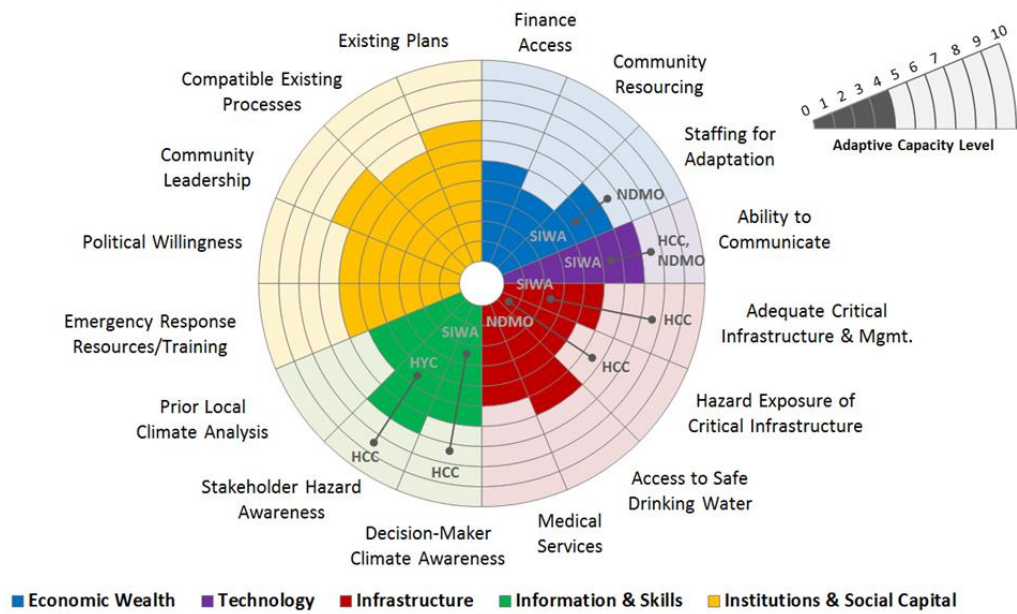 Existing Plans
Finance
Access
Compatible Existing
Processes
Community
Resourcing
Community
Leadership
Staffing for
Adaptation
Political Willingness
Ability to
Communicate
Emergency Response
Resources/Training
Adequate Critical
Infrastructure & Mgmt.
Prior Local
Climate Analysis
Hazard Exposure of
Critical Infrastructure
Stakeholder Hazard
Awareness
Access to Safe
Drinking Water
Decision-Maker
Climate Awareness
Medical
Services
NDMO
SIWA
HCC,
NDMO
SIWA
SIWA
HCC
NDMO
HCC
SIWA
HCC
HYC
HCC
0 1 2 3 4 5 6 7 8 9 10
Adaptive Capacity Level
Economic Wealth Technology Infrastructure Information & Skills Institutions & Social Capital